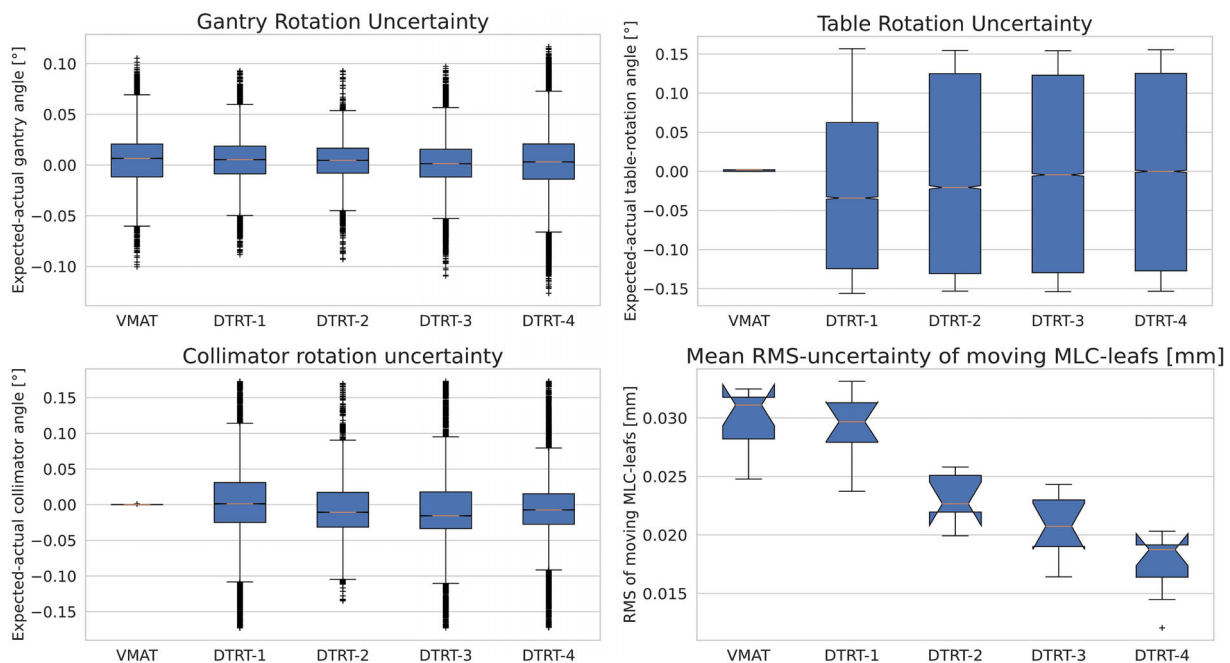 Gantry Rotation Uncertainty
Expected-actual gantry angle [°]
0.10
0.05
0.00
−0.05
−0.10
VMAT DTRT-1 DTRT-2 DTRT-3 DTRT-4
Table Rotation Uncertainty
Expected-actual table-rotation angle [°]
0.15
0.10
0.05
0.00
−0.05
−0.10
−0.15
VMAT DTRT-1 DTRT-2 DTRT-3 DTRT-4
Collimator rotation uncertainty
Expected-actual collimator angle [°]
0.15
0.10
0.05
0.00
−0.05
−0.10
−0.15
VMAT DTRT-1 DTRT-2 DTRT-3 DTRT-4
Mean RMS-uncertainty of moving MLC-leafs [mm]
RMS of moving MLC-leafs [mm]
0.030
0.025
0.020
0.015
VMAT DTRT-1 DTRT-2 DTRT-3 DTRT-4